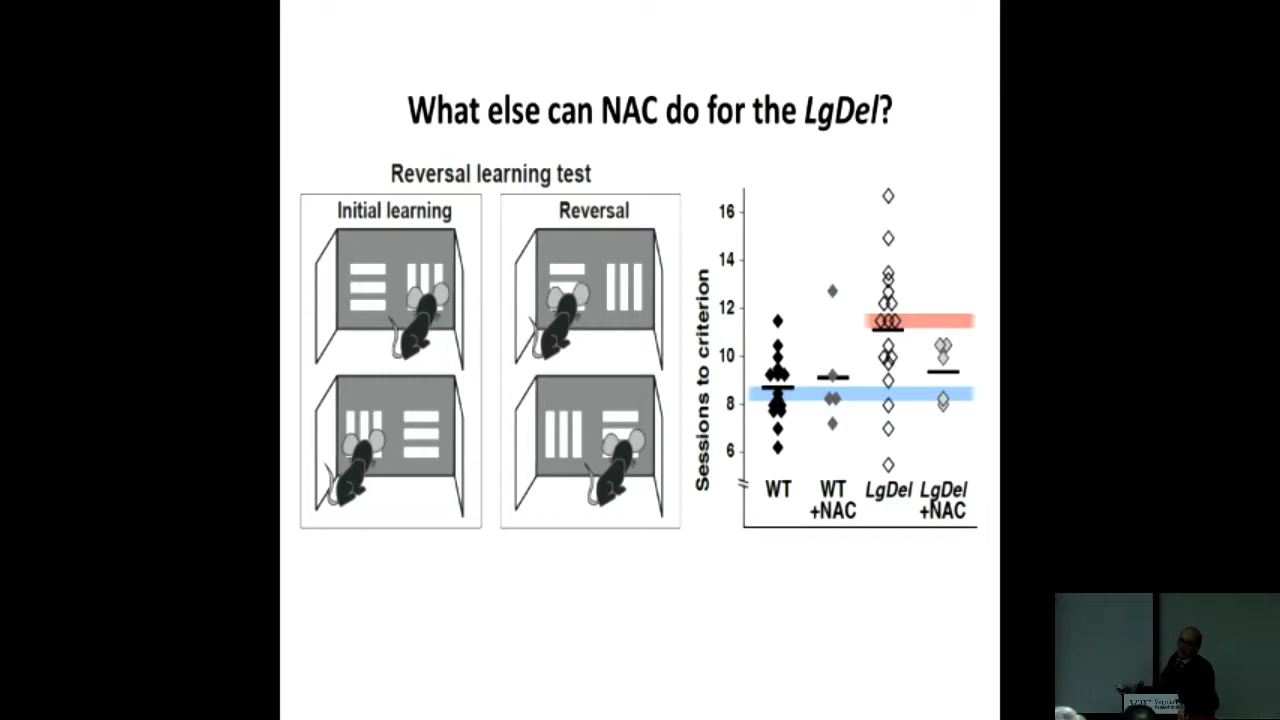 What else can NAC do for the LgDel?
Reversal learning test
Initial learning
Reversal
Sessions to criterion
16
14
12
10
8
6
WT
WT
+NAC
LgDel
LgDel
+NAC